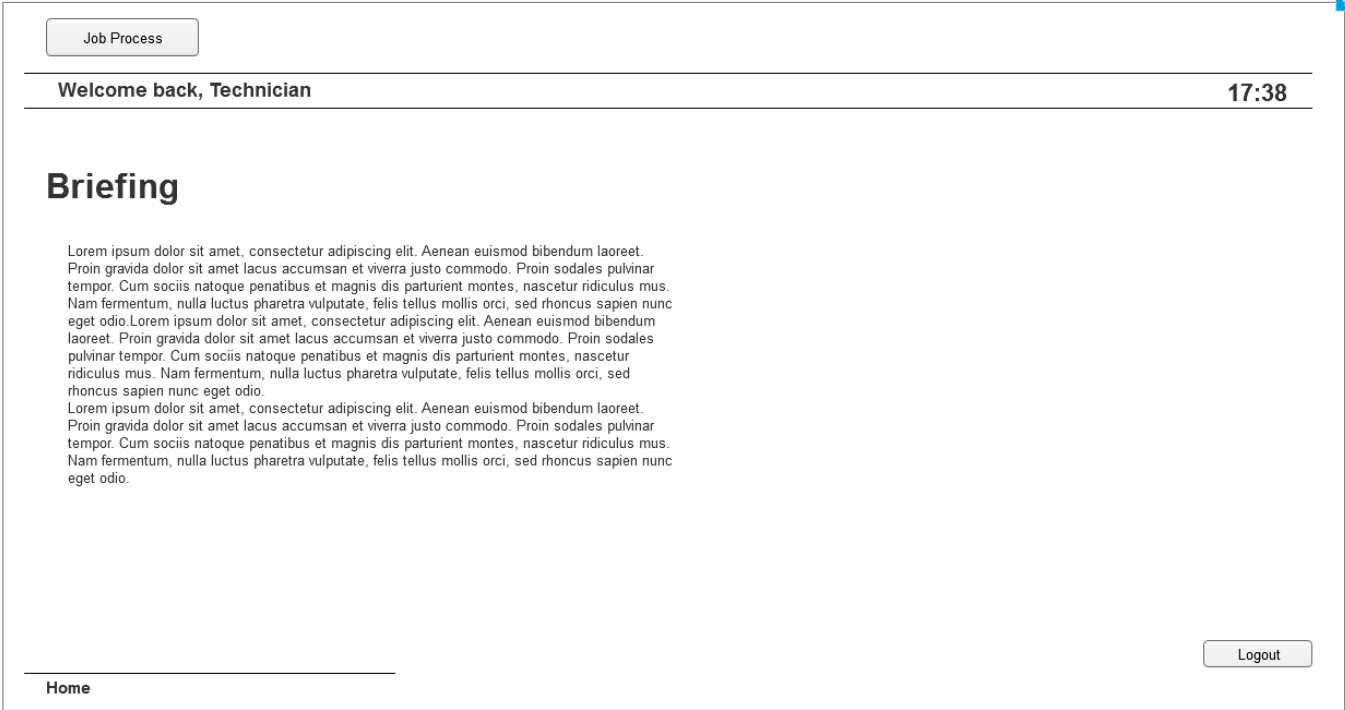 Job Process
Welcome back, Technician
17:38
Briefing
Lorem ipsum dolor sit amet, consectetur adipiscing elit. Aenean euismod bibendum laoreet.
Proin gravida dolor sit amet lacus accumsan et viverra justo commodo. Proin sodales pulvinar
tempor. Cum sociis natoque penatibus et magnis dis parturient montes, nascetur ridiculus mus.
Nam fermentum, nulla luctus pharetra vulputate, felis tellus mollis orci, sed rhoncus sapien nunc
eget odio.Lorem ipsum dolor sit amet, consectetur adipiscing elit. Aenean euismod bibendum
laoreet. Proin gravida dolor sit amet lacus accumsan et viverra justo commodo. Proin sodales
pulvinar tempor. Cum sociis natoque penatibus et magnis dis parturient montes, nascetur
ridiculus mus. Nam fermentum, nulla luctus pharetra vulputate, felis tellus mollis orci, sed
rhoncus sapien nunc eget odio.
Lorem ipsum dolor sit amet, consectetur adipiscing elit. Aenean euismod bibendum laoreet.
Proin gravida dolor sit amet lacus accumsan et viverra justo commodo. Proin sodales pulvinar
tempor. Cum sociis natoque penatibus et magnis dis parturient montes, nascetur ridiculus mus.
Nam fermentum, nulla luctus pharetra vulputate, felis tellus mollis orci, sed rhoncus sapien nunc
eget odio.
Logout
Home